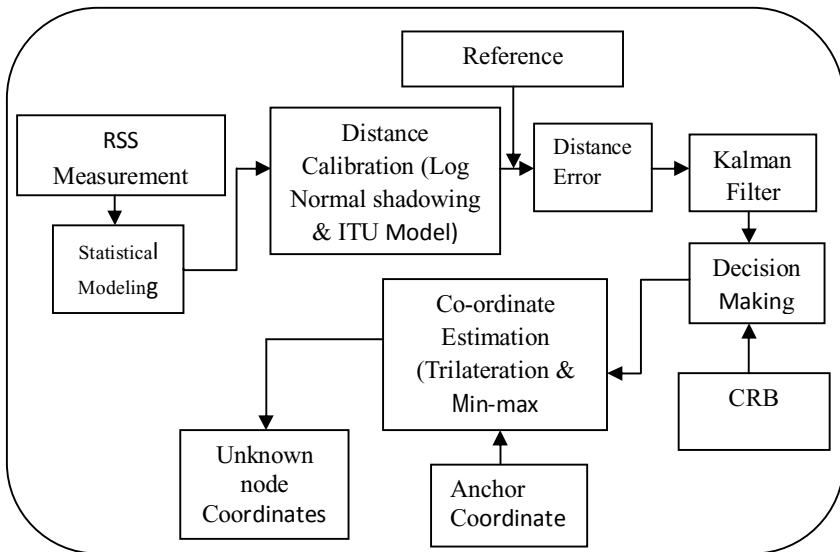 Reference
RSS
Measurement
Distance
Calibration (Log
Normal shadowing
& ITU Model)
Distance
Error
Kalman
Filter
Statistical
Modeling
Decision
Making
Co-ordinate
Estimation
(Trilateration &
Min-max
CRB
Unknown
node
Coordinates
Anchor
Coordinate